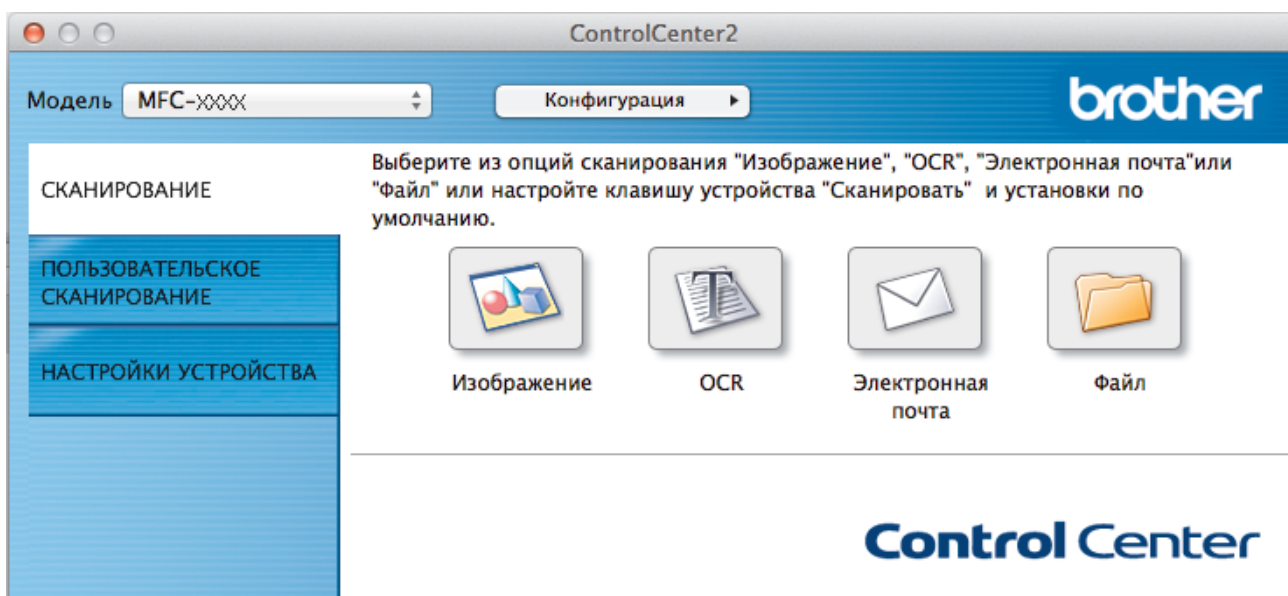 ControlCenter2
Модель MFC-XXXX Конфигурация
brother
СКАНИРОВАНИЕ
ПОЛЬЗОВАТЕЛЬСКОЕ
СКАНИРОВАНИЕ
НАСТРОЙКИ УСТРОЙСТВА
Выберите из опций сканирования "Изображение", "OCR", "Электронная почта"или
"Файл" или настройте клавишу устройства "Сканировать" и установки по
умолчанию.
Изображение
OCR
Электронная
почта
Файл
Control Center